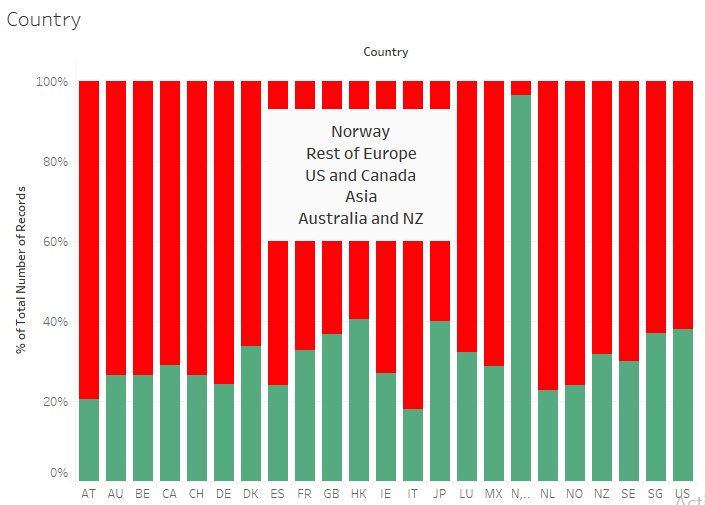 Country
Country
100%
80%
60%
40%
20%
0%
% of Total Number of Records
Norway
Rest of Europe
US and Canada
Asia
Australia and NZ
AT AU BE CA CH DE DK ES FR GB HK IE IT JP LU MX N,.. NL NO NZ SE SG US